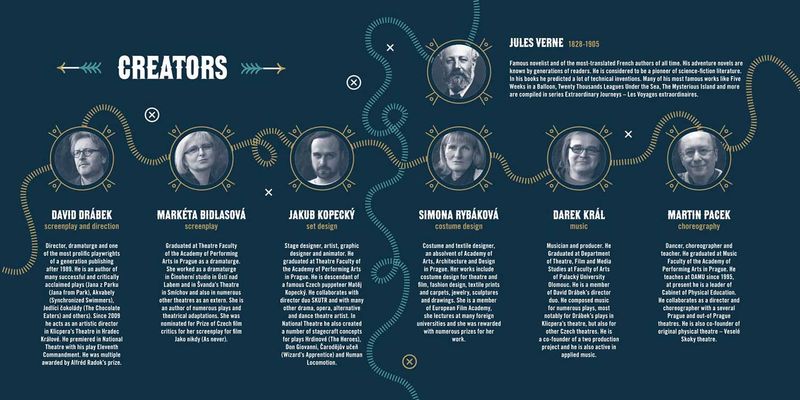 CREATORS
JULES VERNE 1828-1905
Famous novelist and of the most-translated French authors of all time. His adventure novels are
known by generations of readers. He is considered to be a pioneer of science-fiction literature.
In his books he predicted a lot of technical inventions. Many of his most famous works like Five
Weeks in a Balloon, Twenty Thousand Leagues Under the Sea, The Mysterious Island and more
are compiled in series Extraordinary Journeys – Les Voyages extraordinaires.
DAVID DRÁBEK
screenplay and direction
Director, dramaturge and one
of the most prolific playwrights
of a generation publishing
after 1989. He is an author of
many successful and critically
acclaimed plays (Jana z Parku
(Jana from Park), Akvabely
(Synchronized Swimmers),
Jedlíci čokolády (The Chocolate
Eaters) and others). Since 2009
he acts as an artistic director
in Klicpera's Theatre in Hradec
Králové. He premiered in National
Theatre with his play Eleventh
Commandment. He was multiple
awarded by Alfréd Radok's prize.
MARKÉTA BIDLASOVÁ
screenplay
Graduated at Theatre Faculty
of the Academy of Performing
Arts in Prague as a dramaturge.
She worked as a dramaturge
in Činoherní studio in Ústí nad
Labem and in Švanda's Theatre
in Smíchov and also in numerous
other theatres as an extern. She is
an author of numerous plays and
theatrical adaptations. She was
nominated for Prize of Czech film
critics for her screenplay for film
Jako nikdy (As never).
JAKUB KOPECKÝ
set design
Stage designer, artist, graphic
designer and animator. He
graduated at Theatre Faculty of
the Academy of Performing Arts
in Prague. He is descendant of
a famous Czech puppeteer Matěj
Kopecký. He collaborates with
director duo SKUTR and with many
other drama, opera, alternative
and dance theatre artist. In
National Theatre he also created
a number of stagecraft concepts
for plays Hrdinové (The Heroes),
Don Giovanni, Čarodějův učeň
(Wizard's Apprentice) and Human
Locomotion.
SIMONA RYBÁKOVÁ
costume design
Costume and textile designer,
an absolvent of Academy of
Arts, Architecture and Design
in Prague. Her works include
costume design for theatre and
film, fashion design, textile prints
and carpets, jewelry, sculptures
and drawings. She is a member
of European Film Academy,
she lectures at many foreign
universities and she was rewarded
with numerous prizes for her
work.
DAREK KRÁL
music
Musician and producer. He
Graduated at Department
of Theatre, Film and Media
Studies at Faculty of Arts
of Palacký University
Olomouc. He is a member
of David Drábek's director
duo. He composed music
for numerous plays, most
notably for Drábek's plays in
Klicpera's theatre, but also for
other Czech theatres. He is
a co-founder of a two production
project and he is also active in
applied music.
MARTIN PACEK
choreography
Dancer, choreographer and
teacher. He graduated at Music
Faculty of the Academy of
Performing Arts in Prague. He
teaches at DAMU since 1995,
at present he is a leader of
Cabinet of Physical Education.
He collaborates as a director and
choreographer with a several
Prague and out-of Prague
theatres. He is also co-founder of
original physical theatre – Veselé
Skoky theatre.